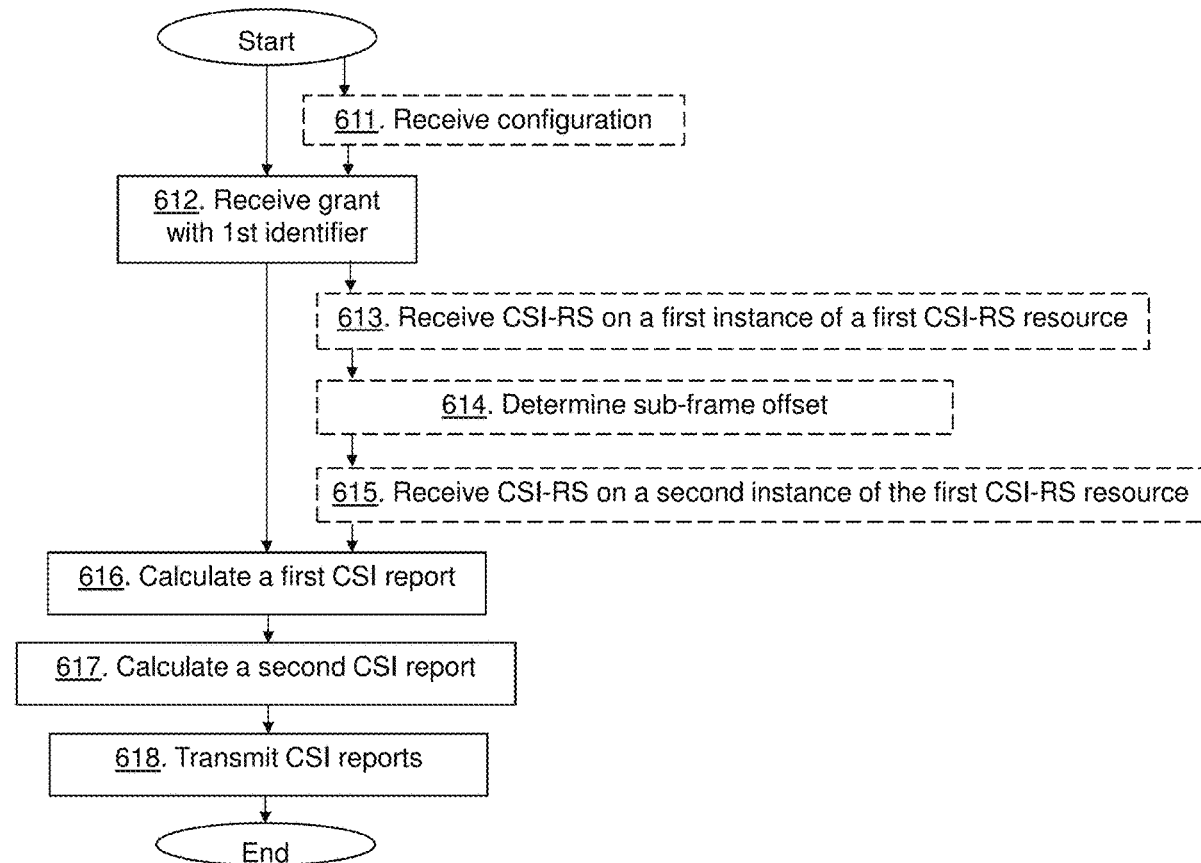 Start
611. Receive configuration
612. Receive grant
with 1st identifier
613. Receive CSI-RS on a first instance of a first CSI-RS resource
614. Determine sub-frame offset
615. Receive CSI-RS on a second instance of the first CSI-RS resource
616. Calculate a first CSI report
617. Calculate a second CSI report
618. Transmit CSI reports
End